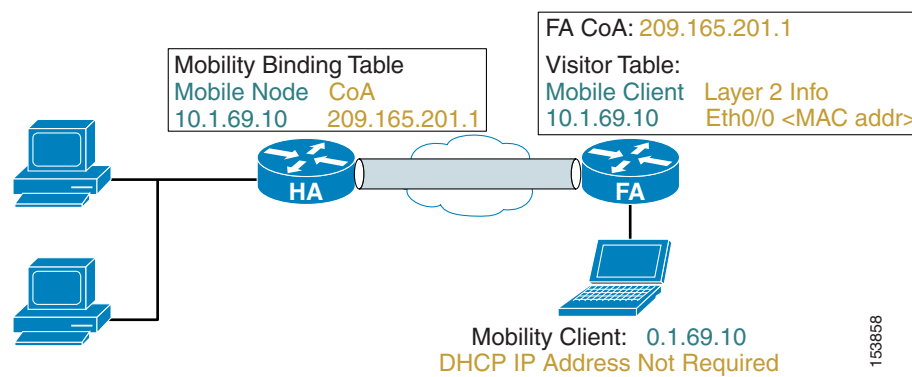 FA CoA: 209.165.201.1
Visitor Table:
Mobile Client Layer 2 Info
10.1.69.10 Eth0/0 <MAC addr>
Mobility Binding Table
Mobile Node CoA
10.1.69.10 209.165.201.1
HA
FA
Mobility Client: 0.1.69.10
DHCP IP Address Not Required
153858